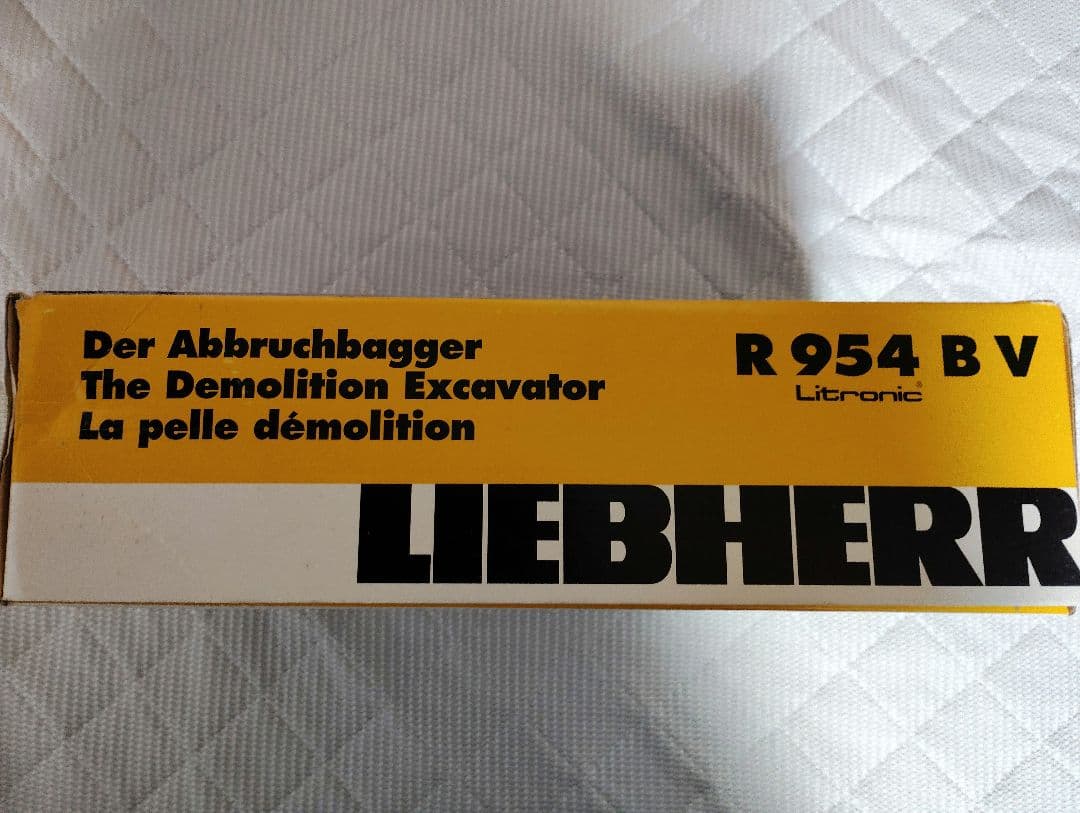 Der Abbruchbagger
The Demolition Excavator
La pelle démolition
R 954 B V
Litronic®
LIEBHERR